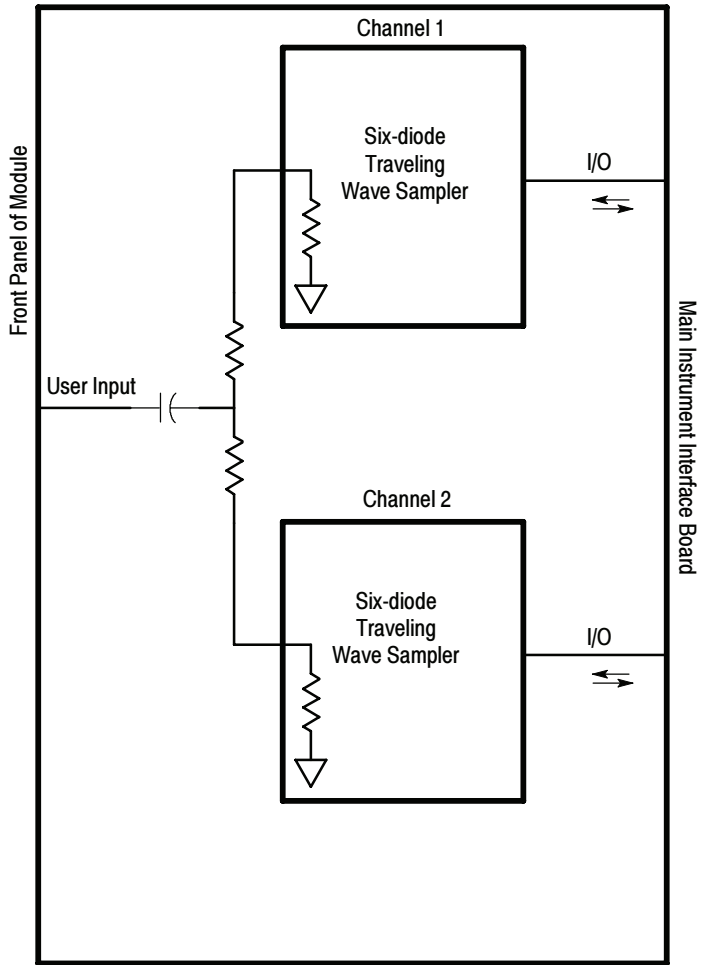 Channel 1
Six-diode
Traveling
Wave Sampler
I/O
Front Panel of Module
User Input
Main Instrument Interface Board
Channel 2
Six-diode
Traveling
Wave Sampler
I/O